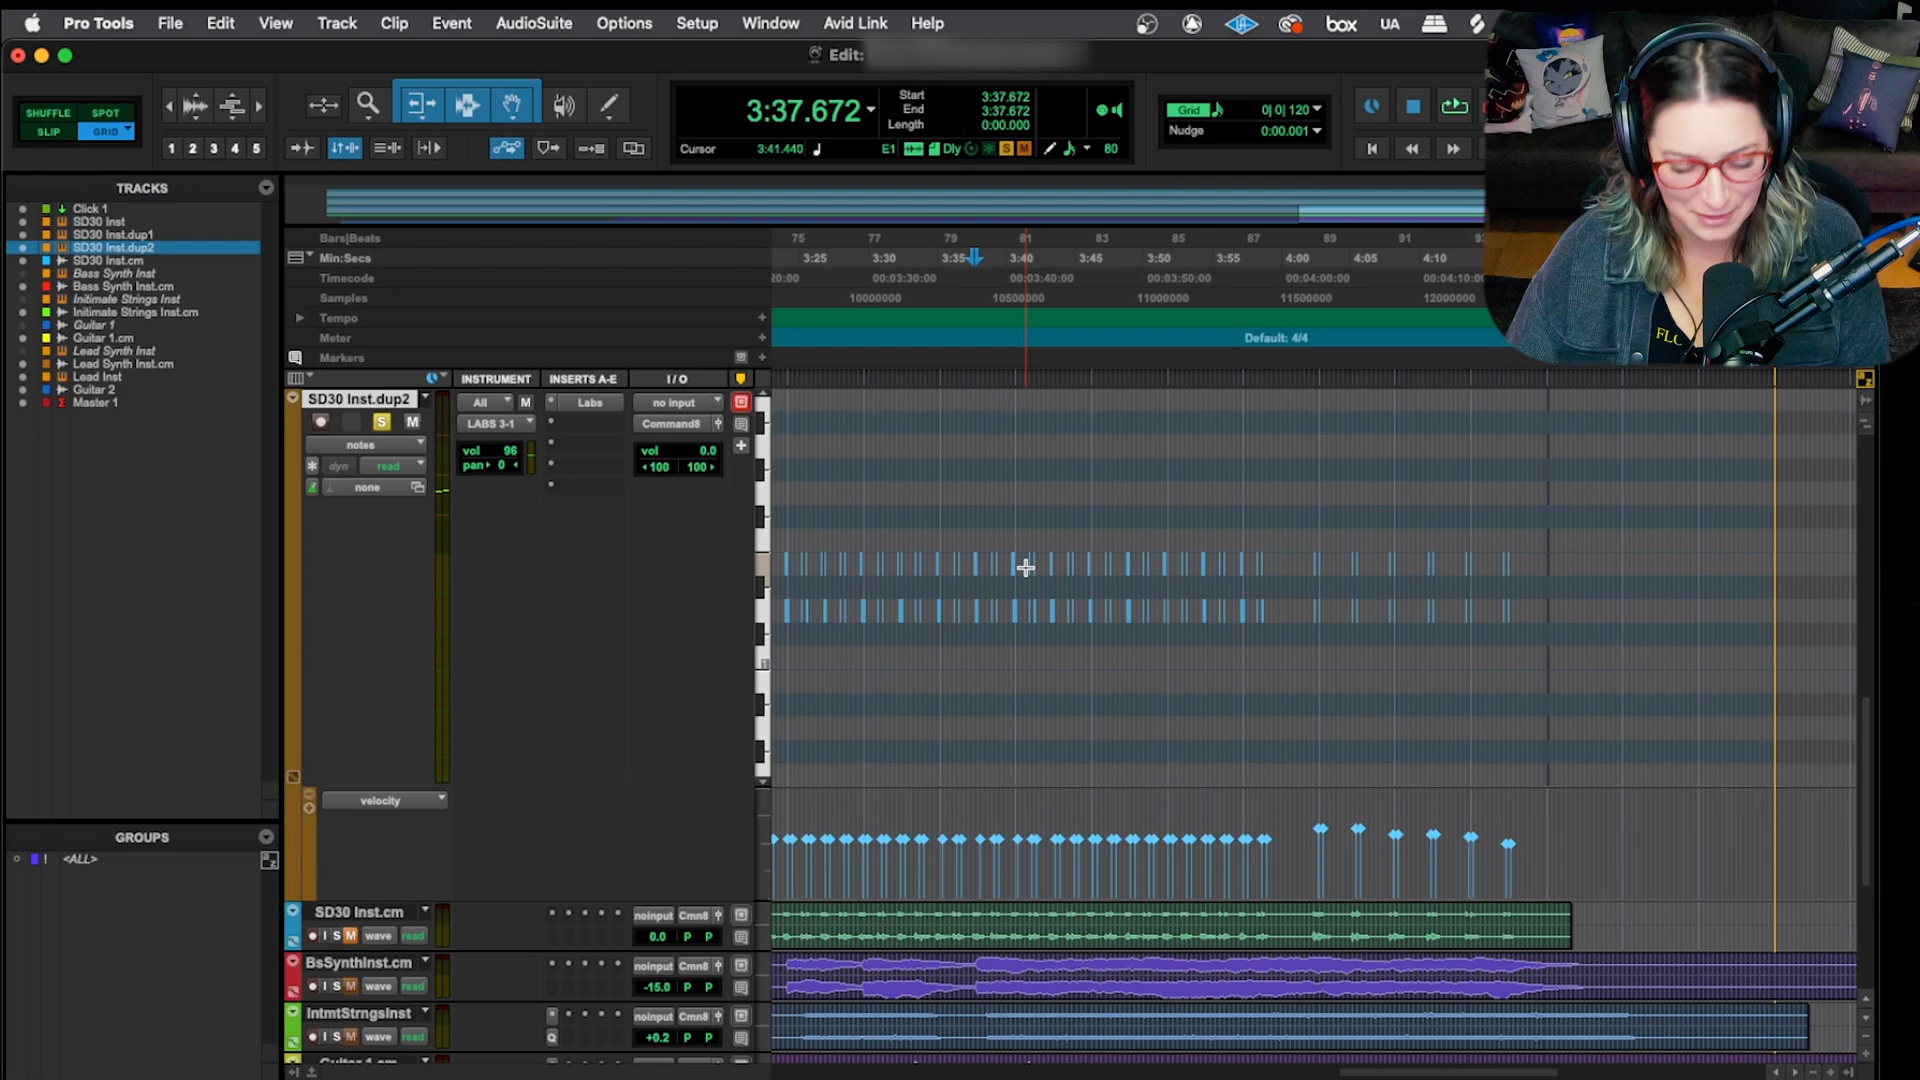 Pro Tools File Edit View Track Clip Event AudioSuite Options Setup Window Avid Link Help box UA
Edit:
SHUFFLE SPOT
SLIP GRID
1 2 3 4 5
3:37.672
Start 3:37.672
End 3:37.672
Length 0:00.000
Cursor 3:41.440 E1 Dly S M 80
Grid 0| 0| 120
Nudge 0:00.001
TRACKS
Click 1
SD30 Inst
SD30 Inst.dup1
SD30 Inst.dup2
SD30 Inst.cm
Bass Synth Inst
Bass Synth Inst.cm
Initimate Strings Inst
Initimate Strings Inst.cm
Guitar 1
Guitar 1.cm
Lead Synth Inst
Lead Synth Inst.cm
Lead Inst
Guitar 2
Master 1
GROUPS
! <ALL>
Bars|Beats 75 77 79 81 83 85 87 89 91
Min:Secs 3:25 3:30 3:35 3:40 3:45 3:50 3:55 4:00 4:05 4:10
Timecode 20:00 00:03:30:00 00:03:40:00 00:03:50:00 00:04:00:00 00:04:10:00
Samples 10000000 10500000 11000000 11500000 12000000
Tempo
Meter Default: 4/4
Markers
INSTRUMENT INSERTS A-E I / O
SD30 Inst.dup2 All M Labs no input
S M LABS 3-1 Command8
notes vol 96 vol 0.0
dyn read pan 0 100 100
none
1
velocity
SD30 Inst.cm noinput Cmn8
I S M wave read 0.0 P P
BsSynthInst.cm noinput Cmn8
I S M wave read -15.0 P P
IntmtStrngsInst noinput Cmn8
I S M wave read Q +0.2 P P
Guitar 1.cm
FLO